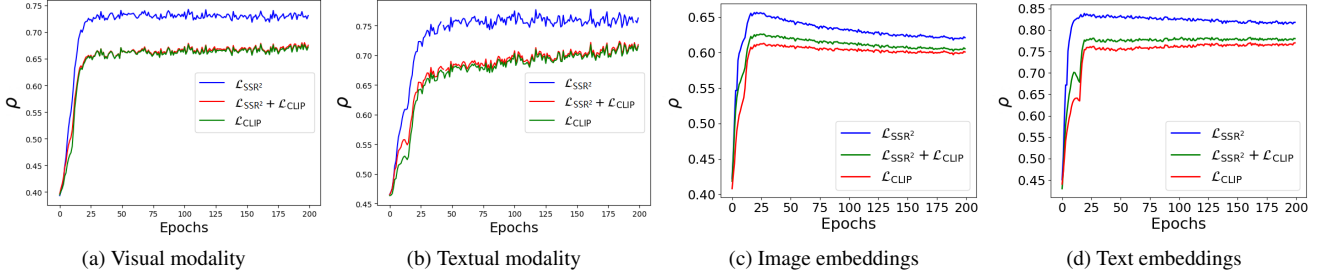 0.75
0.70
0.65
0.60
0.55
0.50
0.45
0.40
ρ
0 25 50 75 100 125 150 175 200
Epochs
ℒSSR²
ℒSSR² + ℒCLIP
ℒCLIP
(a) Visual modality
0.75
0.70
0.65
0.60
0.55
0.50
0.45
ρ
0 25 50 75 100 125 150 175 200
Epochs
ℒSSR²
ℒSSR² + ℒCLIP
ℒCLIP
(b) Textual modality
0.65
0.60
0.55
0.50
0.45
0.40
ρ
0 25 50 75 100 125 150 175 200
Epochs
ℒSSR²
ℒSSR² + ℒCLIP
ℒCLIP
(c) Image embeddings
0.85
0.80
0.75
0.70
0.65
0.60
0.55
0.50
0.45
ρ
0 25 50 75 100 125 150 175 200
Epochs
ℒSSR²
ℒSSR² + ℒCLIP
ℒCLIP
(d) Text embeddings